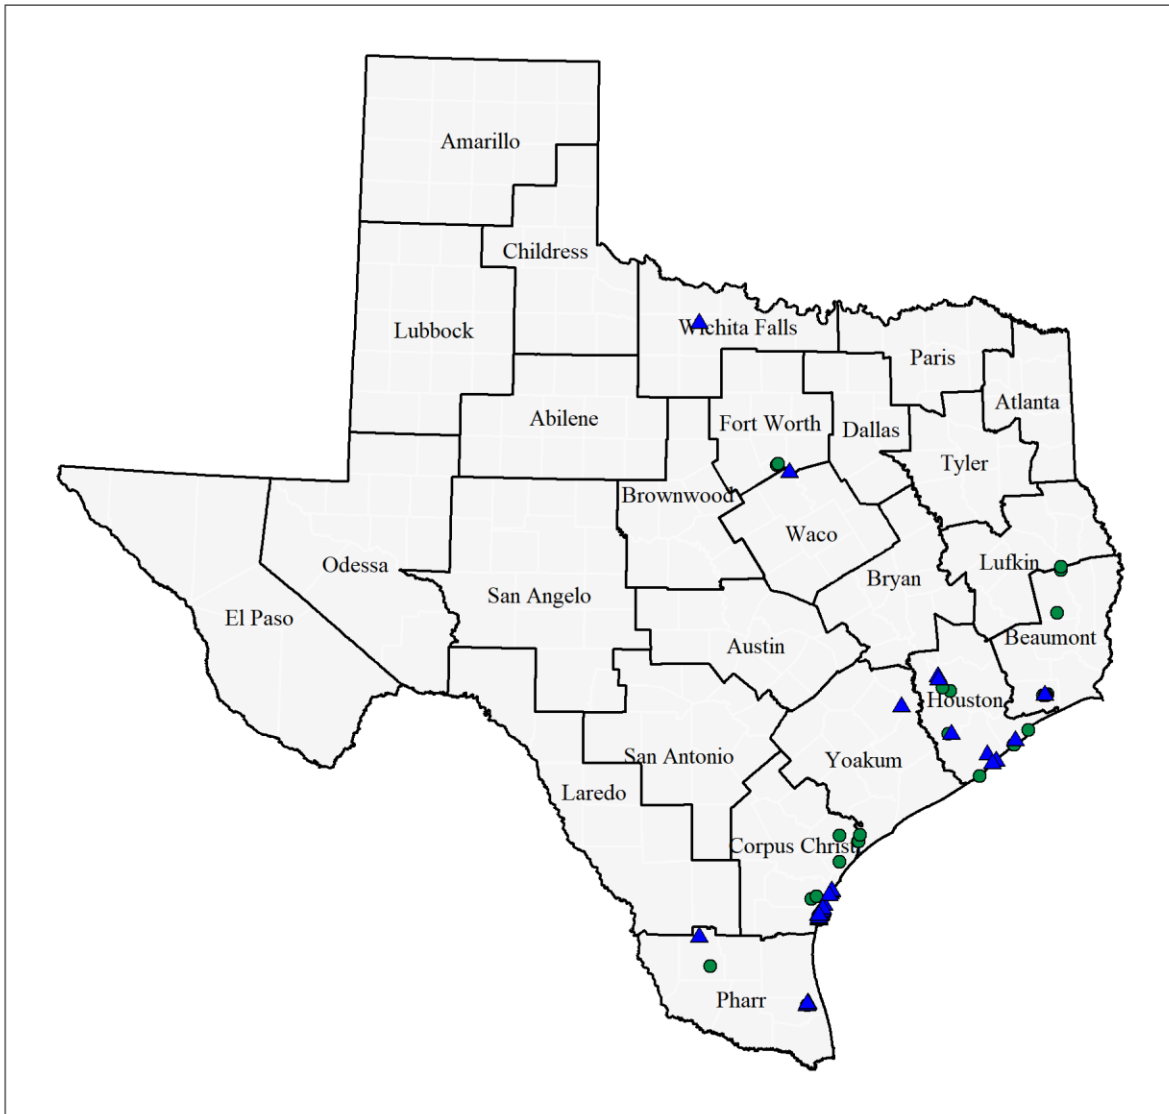 Amarillo
Childress
Lubbock
Wichita Falls
Paris
Atlanta
Abilene
Fort Worth
Dallas
Tyler
Brownwood
Waco
Odessa
Lufkin
Bryan
San Angelo
El Paso
Beaumont
Austin
Houston
San Antonio
Yoakum
Laredo
Corpus Christ
Pharr